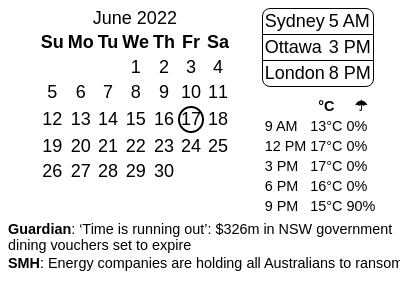 June 2022
Su Mo Tu We Th Fr Sa
1 2 3 4
5 6 7 8 9 10 11
12 13 14 15 16 17 18
19 20 21 22 23 24 25
26 27 28 29 30
Sydney 5 AM
Ottawa 3 PM
London 8 PM
°C ☂
9 AM 13°C 0%
12 PM 17°C 0%
3 PM 17°C 0%
6 PM 16°C 0%
9 PM 15°C 90%
Guardian: ‘Time is running out’: $326m in NSW government
dining vouchers set to expire
SMH: Energy companies are holding all Australians to ransom